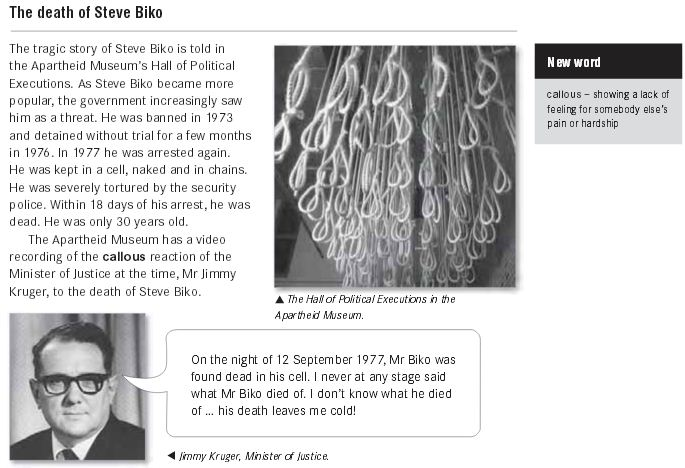 The death of Steve Biko
The tragic story of Steve Biko is told in
the Apartheid Museum's Hall of Political
Executions. As Steve Biko became more
popular, the government increasingly saw
him as a threat. He was banned in 1973
and detained without trial for a few months
in 1976. In 1977 he was arrested again.
He was kept in a cell, naked and in chains.
He was severely tortured by the security
police. Within 18 days of his arrest, he was
dead. He was only 30 years old.
The Apartheid Museum has a video
recording of the callous reaction of the
Minister of Justice at the time, Mr Jimmy
Kruger, to the death of Steve Biko.
▲ The Hall of Political Executions in the
Apartheid Museum.
New word
callous – showing a lack of
feeling for somebody else's
pain or hardship
On the night of 12 September 1977, Mr Biko was
found dead in his cell. I never at any stage said
what Mr Biko died of. I don't know what he died
of ... his death leaves me cold!
◄ Jimmy Kruger, Minister of Justice.